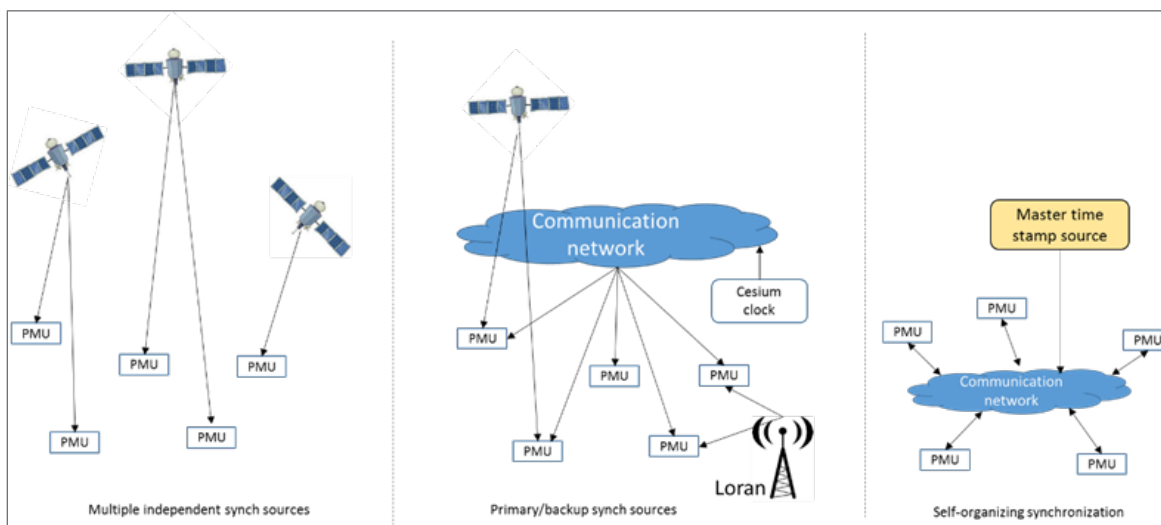 PMU
PMU
PMU
PMU
PMU
Multiple independent synch sources
Communication
network
Cesium
clock
PMU
PMU
PMU
PMU
PMU
Loran
Primary/backup synch sources
Master time
stamp source
PMU
PMU
PMU
Communication
network
PMU
PMU
Self-organizing synchronization